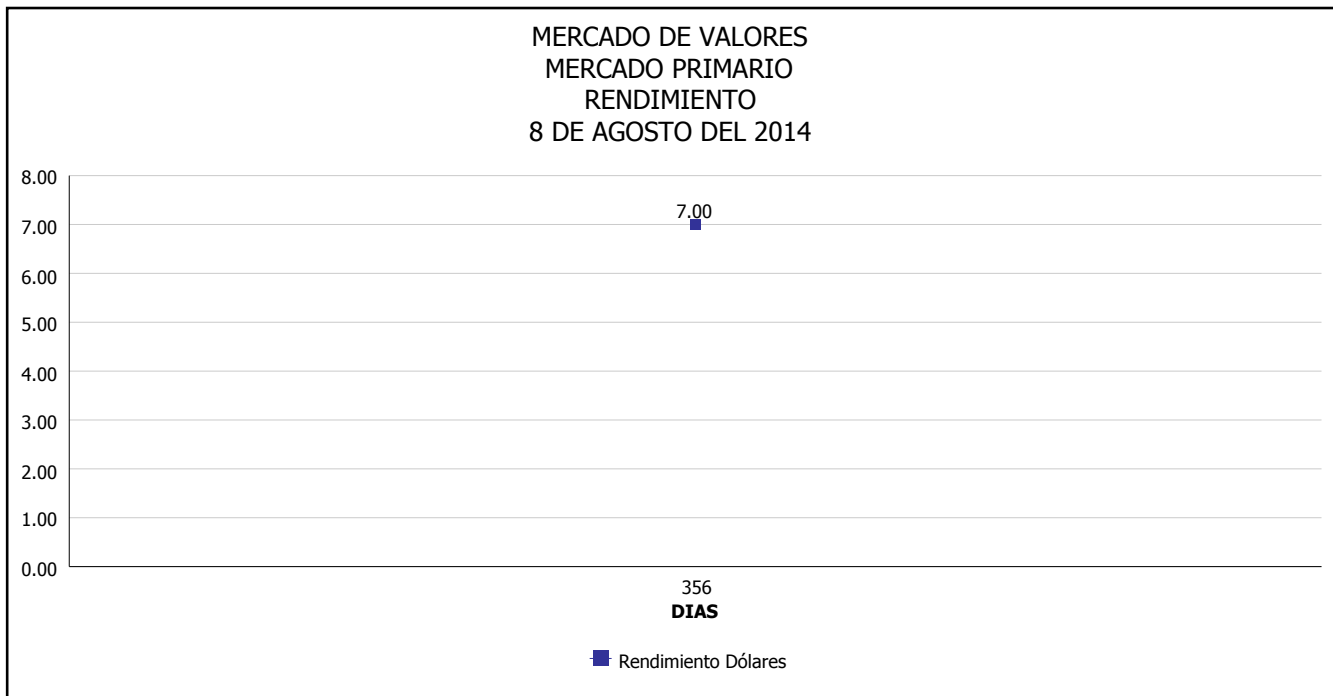 MERCADO DE VALORES
MERCADO PRIMARIO
RENDIMIENTO
8 DE AGOSTO DEL 2014
8.00
7.00
7.00
6.00
5.00
4.00
3.00
2.00
1.00
0.00
356
DIAS
Rendimiento Dólares